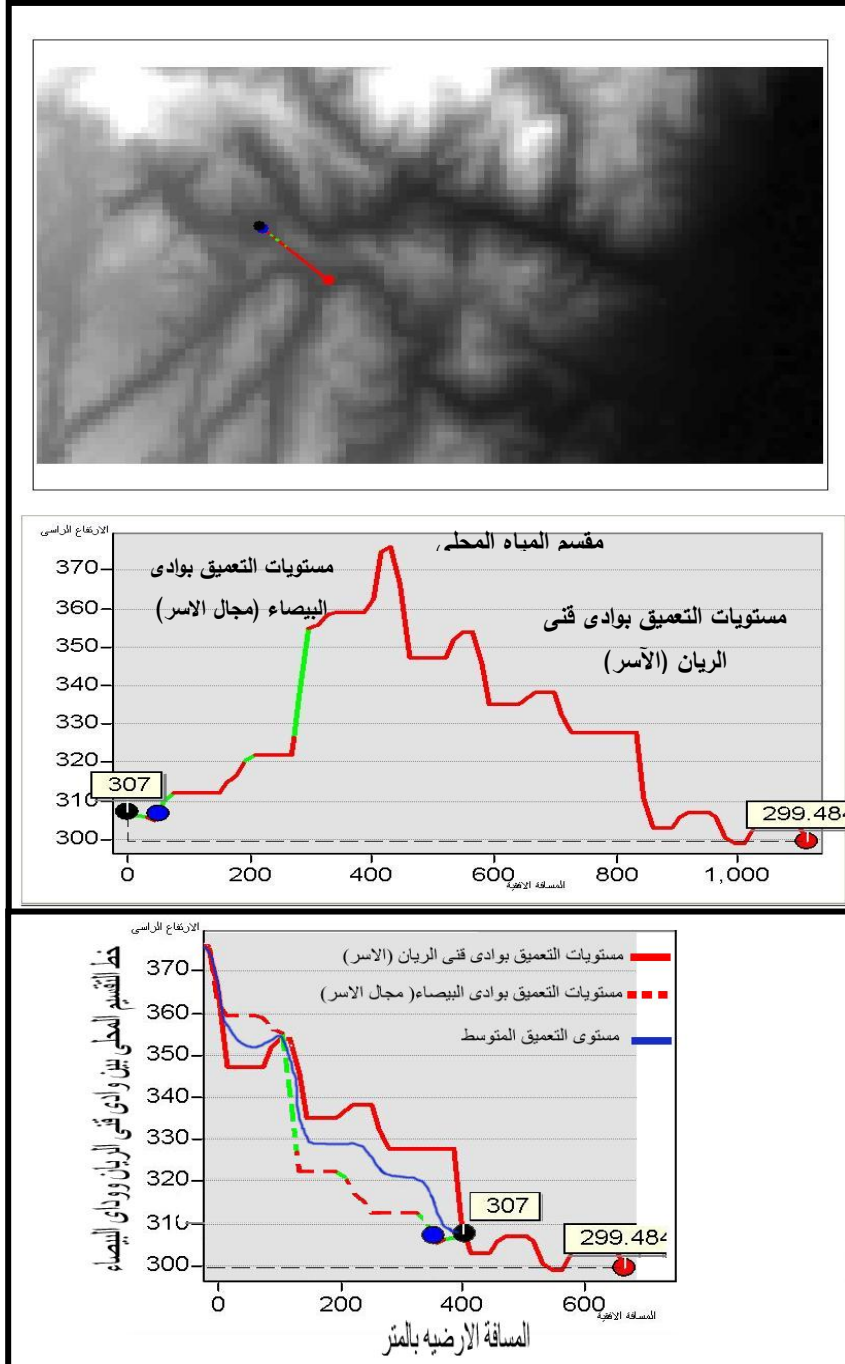 الارتفاع الراسى
مقسم المياه المحلى
مستويات التعميق بوادى
البيصاء (مجال الاسر)
مستويات التعميق بوادى قنى
الريان (الآسر)
370
360
350
340
330
320
310
300
307
299.484
0 200 400 600 800 1,000
المسافة الافقية
الارتفاع الراسى
خط التقسيم المحلى بين وادى قنى الريان ووداى البيصاء
مستويات التعميق بوادى قنى الريان (الاسر)
مستويات التعميق بوادى البيصاء( مجال الاسر)
مستوى التعميق المتوسط
370
360
350
340
330
320
310
300
307
299.484
0 200 400 600
المسافة الافقية
المسافة الارضيه بالمتر